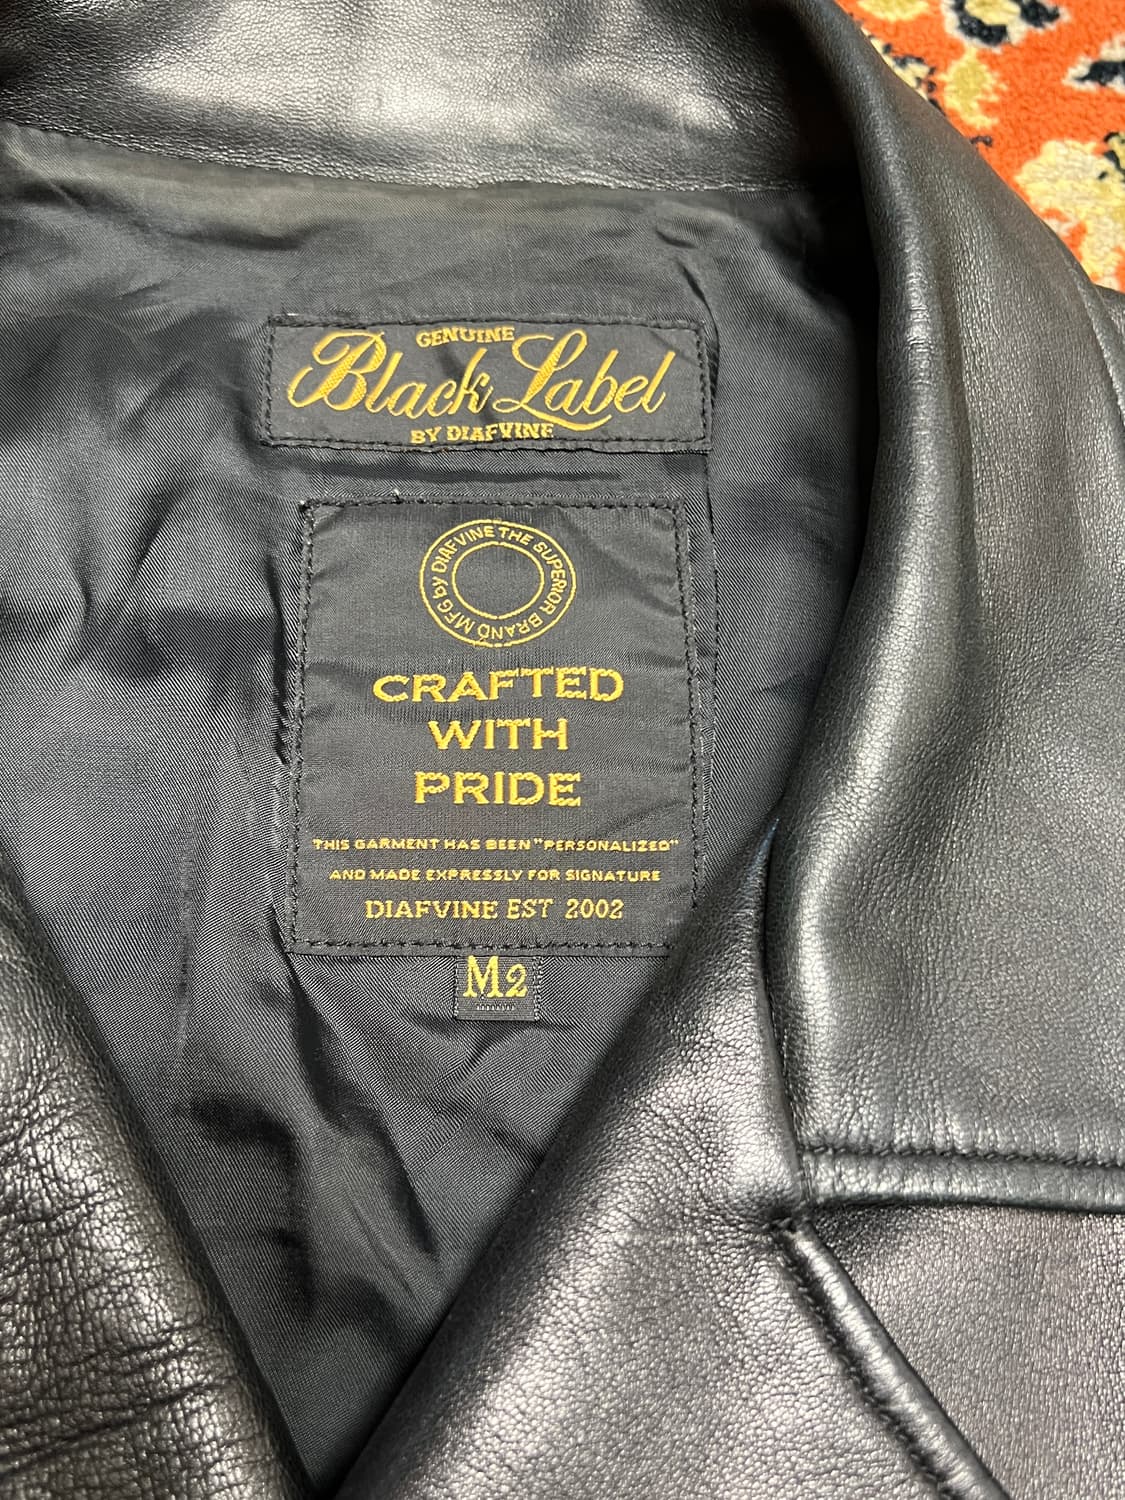 GENUINE
Black Label
BY DIAFVINE
DIAFVINE THE SUPERIOR BRAND MFG by
CRAFTED
WITH
PRIDE
THIS GARMENT HAS BEEN "PERSONALIZED"
AND MADE EXPRESSLY FOR SIGNATURE
DIAFVINE EST 2002
M2